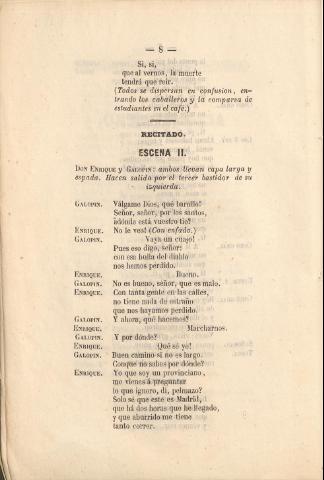 — 8 —
Si, si,
que al vernos, la muerte
tendrá que reir.
(Todos se dispersan en confusion, en-
trando los caballeros y la comparsa de
estudiantes en el café.)
RECITADO.
ESCENA II.
DON ENRIQUE y GALOPIN: ambos llevan capa larga y
espada. Hacen salida por el tercer bastidor de su
izquierda.
GALOPIN. Válgame Dios, qué barullo!
Señor, señor, por los santos,
¿dónde está vuestro tio?
ENRIQUE. No le ves! (Con enfado.)
GALOPIN. Vaya un cuajo!
Pues eso digo, señor:
con esa bulla del diablo
nos hemos perdido.
ENRIQUE. Bueno.
GALOPIN. No es bueno, señor, que es malo.
ENRIQUE. Con tanta gente en las calles,
no tiene nada de estraño
que nos hayamos perdido.
GALOPIN. Y ahora, qué hacemos?
ENRIQUE. Marcharnos.
GALOPIN. Y por dónde?
ENRIQUE. Qué sé yo!
GALOPIN. Buen camino si no es largo.
Conque no sabes por dónde?
ENRIQUE. Yo que soy un provinciano,
me vienes á preguntar
lo que ignoro, di, pelmazo?
Solo sé que este es Madrid,
que há dos horas que he llegado,
y que aburrido me tiene
tanto correr.